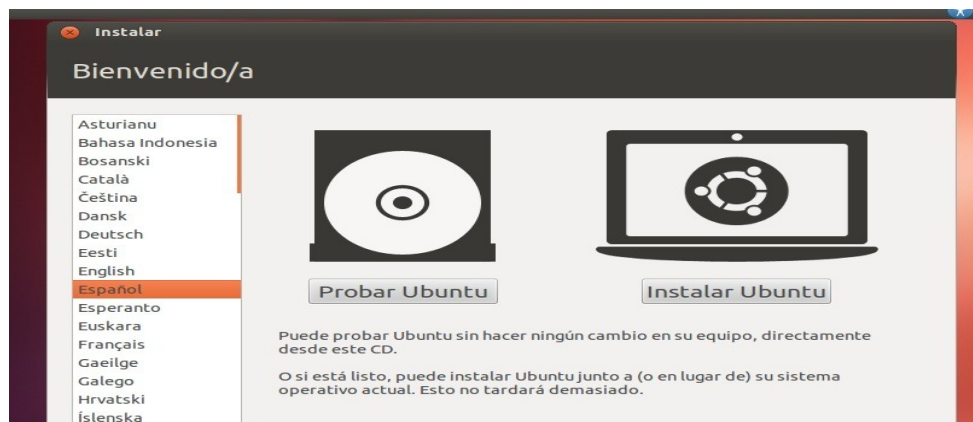 Instalar
Bienvenido/a
Asturianu
Bahasa Indonesia
Bosanski
Català
Čeština
Dansk
Deutsch
Eesti
English
Español
Esperanto
Euskara
Français
Gaeilge
Galego
Hrvatski
Íslenska
Probar Ubuntu
Instalar Ubuntu
Puede probar Ubuntu sin hacer ningún cambio en su equipo, directamente
desde este CD.
O si está listo, puede instalar Ubuntu junto a (o en lugar de) su sistema
operativo actual. Esto no tardará demasiado.